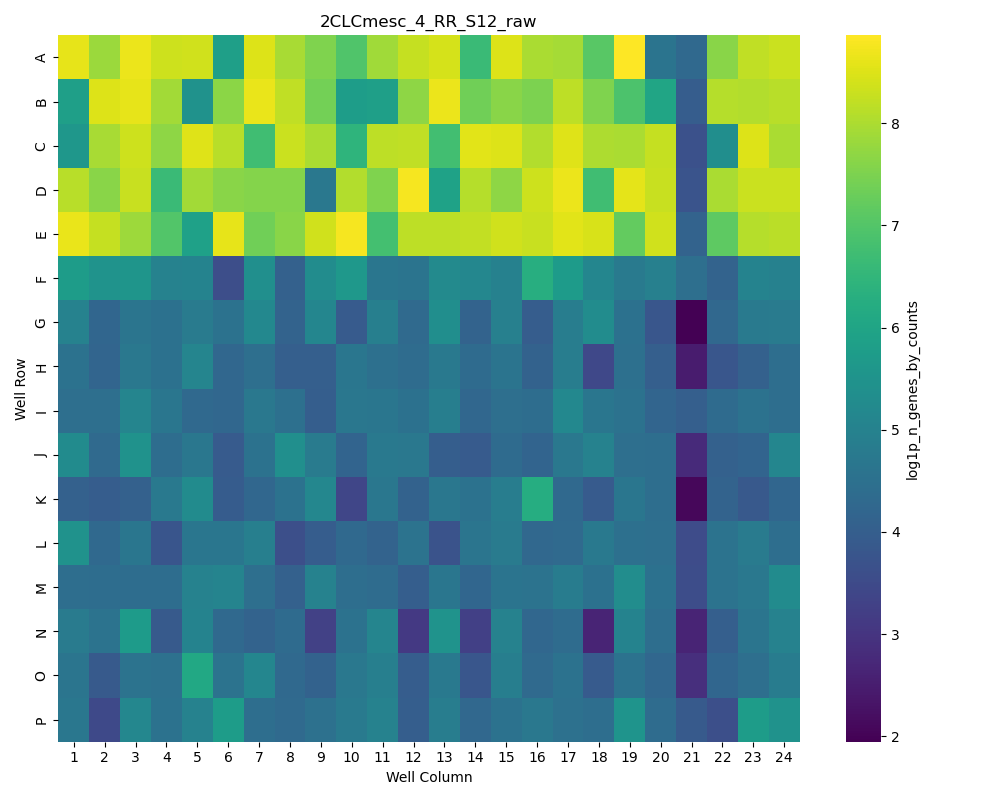 2CLCmesc_4_RR_S12_raw
A
B
C
D
E
F
G
H
I
J
K
L
M
N
O
P
Well Row
1 2 3 4 5 6 7 8 9 10 11 12 13 14 15 16 17 18 19 20 21 22 23 24
Well Column
8
7
6
5
4
3
2
log1p_n_genes_by_counts